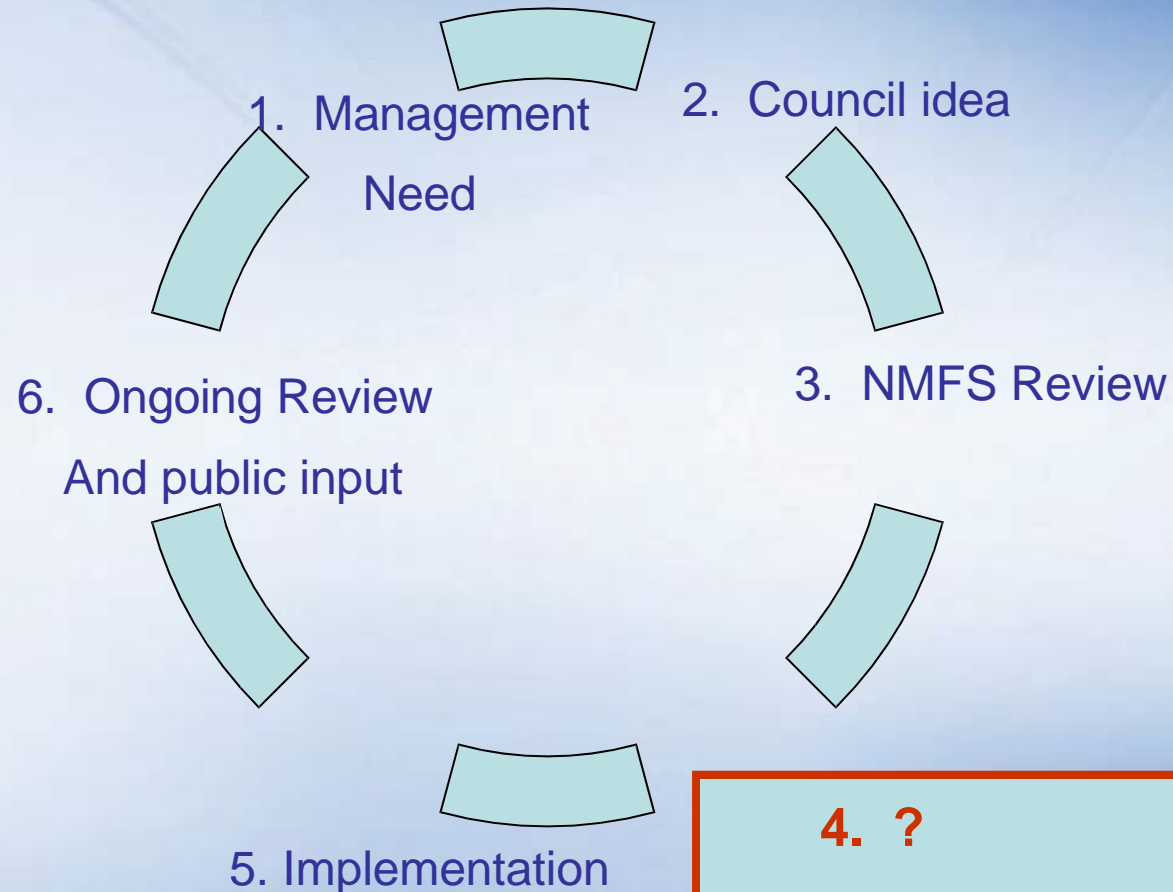 1. Management
Need
2. Council idea
3. NMFS Review
4. ?
5. Implementation
6. Ongoing Review
And public input